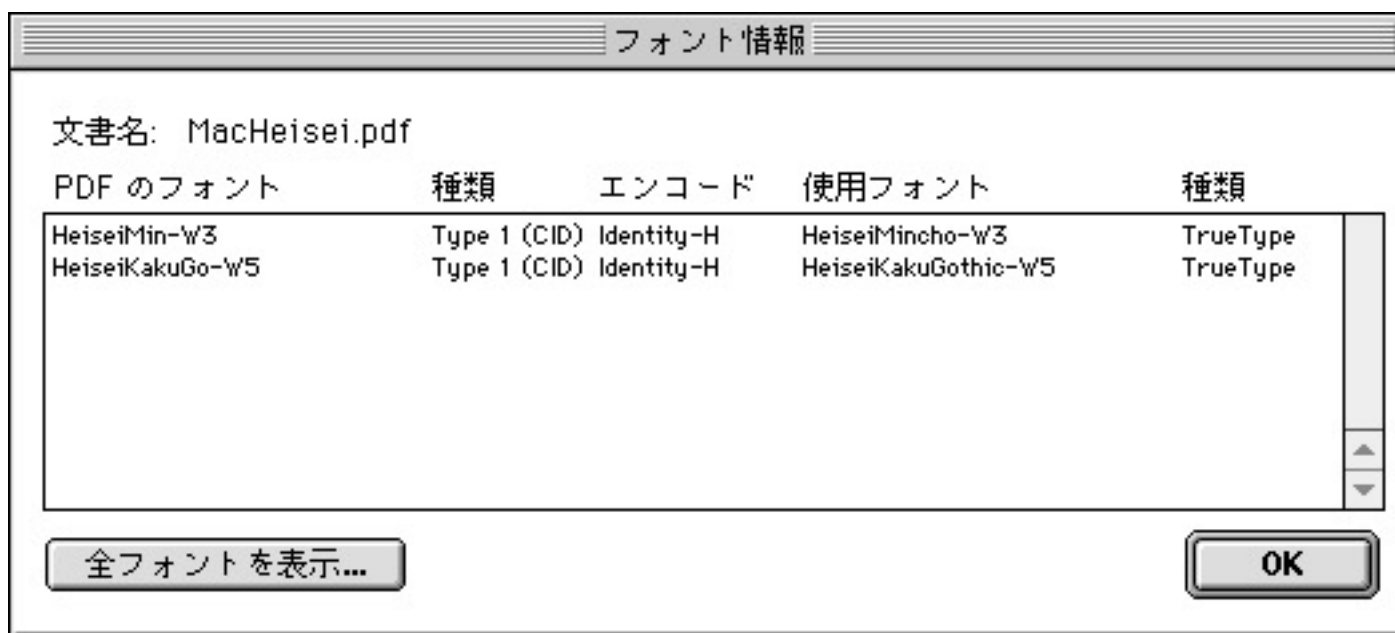 フォント情報
文書名: MacHeisei.pdf
PDF のフォント 種類 エンコード 使用フォント 種類
HeiseiMin-W3 Type 1 (CID) Identity-H HeiseiMincho-W3 TrueType
HeiseiKakuGo-W5 Type 1 (CID) Identity-H HeiseiKakuGothic-W5 TrueType
全フォントを表示... OK